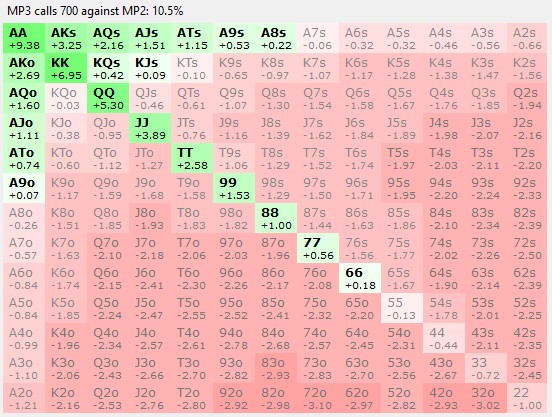 MP3 calls 700 against MP2: 10.5%
AA AKs AQs AJs ATs A9s A8s A7s A6s A5s A4s A3s A2s
+9.38 +3.25 +2.16 +1.51 +1.15 +0.53 +0.22 -0.06 -0.32 -0.32 -0.46 -0.56 -0.66
AKo KK KQs KJs KTs K9s K8s K7s K6s K5s K4s K3s K2s
+2.69 +6.95 +0.42 +0.09 -0.10 -0.65 -0.97 -1.07 -1.17 -1.28 -1.38 -1.47 -1.56
AQo KQo QQ QJs QTs Q9s Q8s Q7s Q6s Q5s Q4s Q3s Q2s
+1.60 -0.03 +5.30 -0.46 -0.61 -1.07 -1.30 -1.54 -1.58 -1.67 -1.76 -1.85 -1.94
AJo KJo QJo JJ JTs J9s J8s J7s J6s J5s J4s J3s J2s
+1.11 -0.38 -0.95 +3.89 -0.76 -1.16 -1.39 -1.62 -1.84 -1.89 -1.98 -2.07 -2.16
ATo KTo QTo JTo TT T9s T8s T7s T6s T5s T4s T3s T2s
+0.74 -0.60 -1.12 -1.27 +2.58 -1.06 -1.29 -1.52 -1.74 -1.97 -2.03 -2.11 -2.20
A9o K9o Q9o J9o T9o 99 98s 97s 96s 95s 94s 93s 92s
+0.07 -1.17 -1.59 -1.68 -1.58 +1.53 -1.29 -1.50 -1.71 -1.95 -2.20 -2.24 -2.33
A8o K8o Q8o J8o T8o 98o 88 87s 86s 85s 84s 83s 82s
-0.26 -1.51 -1.85 -1.93 -1.83 -1.82 +1.00 -1.44 -1.63 -1.86 -2.10 -2.34 -2.39
A7o K7o Q7o J7o T7o 97o 87o 77 76s 75s 74s 73s 72s
-0.57 -1.63 -2.10 -2.18 -2.06 -2.03 -1.96 +0.56 -1.56 -1.77 -2.02 -2.26 -2.50
A6o K6o Q6o J6o T6o 96o 86o 76o 66 65s 64s 63s 62s
-0.84 -1.74 -2.15 -2.41 -2.30 -2.26 -2.17 -2.08 +0.18 -1.67 -1.90 -2.14 -2.39
A5o K5o Q5o J5o T5o 95o 85o 75o 65o 55 54s 53s 52s
-0.84 -1.85 -2.24 -2.47 -2.55 -2.52 -2.41 -2.32 -2.20 -0.13 -1.78 -2.01 -2.25
A4o K4o Q4o J4o T4o 94o 84o 74o 64o 54o 44 43s 42s
-0.99 -1.96 -2.34 -2.57 -2.61 -2.78 -2.68 -2.57 -2.45 -2.31 -0.44 -2.11 -2.35
A3o K3o Q3o J3o T3o 93o 83o 73o 63o 53o 43o 33 32s
-1.10 -2.06 -2.43 -2.66 -2.70 -2.82 -2.93 -2.83 -2.70 -2.56 -2.67 -0.72 -2.45
A2o K2o Q2o J2o T2o 92o 82o 72o 62o 52o 42o 32o 22
-1.21 -2.16 -2.53 -2.76 -2.80 -2.92 -2.98 -3.10 -2.97 -2.82 -2.93 -3.02 -1.00